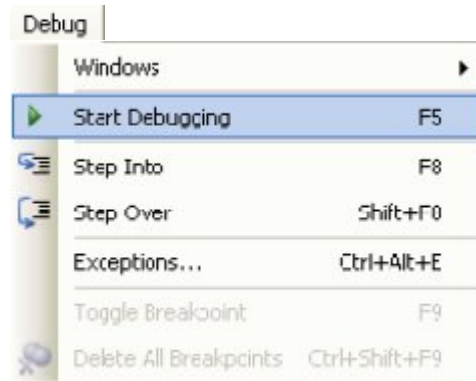 Debug
Windows
Start Debugging F5
Step Into F8
Step Over Shift+F8
Exceptions... Ctrl+Alt+E
Toggle Breakpoint F9
Delete All Breakpoints Ctrl+Shift+F9